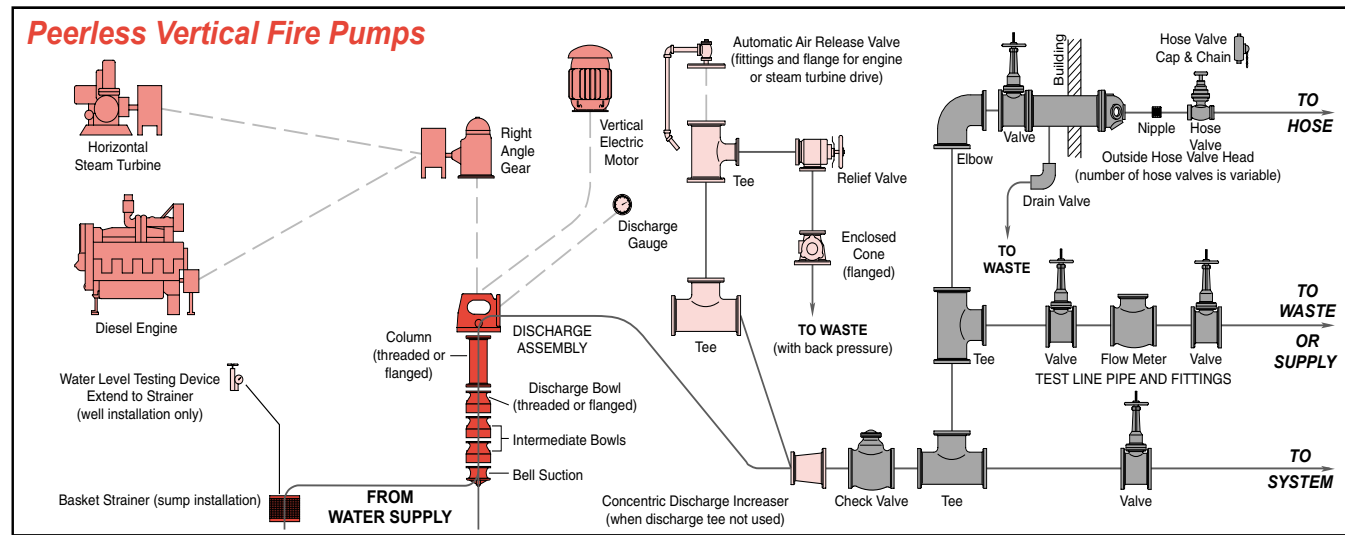 Peerless Vertical Fire Pumps
Horizontal
Steam Turbine
Diesel Engine
Right
Angle
Gear
Vertical
Electric
Motor
Discharge
Gauge
Column
(threaded or
flanged)
DISCHARGE
ASSEMBLY
Discharge Bowl
(threaded or flanged)
Intermediate Bowls
Bell Suction
Water Level Testing Device
Extend to Strainer
(well installation only)
Basket Strainer (sump installation)
FROM
WATER SUPPLY
Automatic Air Release Valve
(fittings and flange for engine
or steam turbine drive)
Tee
Relief Valve
Enclosed
Cone
(flanged)
TO WASTE
(with back pressure)
Tee
Concentric Discharge Increaser
(when discharge tee not used)
Check Valve
Tee
Valve
TO
SYSTEM
Elbow
Valve
Building
Hose Valve
Cap & Chain
Nipple
Hose
Valve
TO
HOSE
Outside Hose Valve Head
(number of hose valves is variable)
Drain Valve
TO
WASTE
Tee
Valve
Flow Meter
Valve
TEST LINE PIPE AND FITTINGS
TO
WASTE
OR
SUPPLY